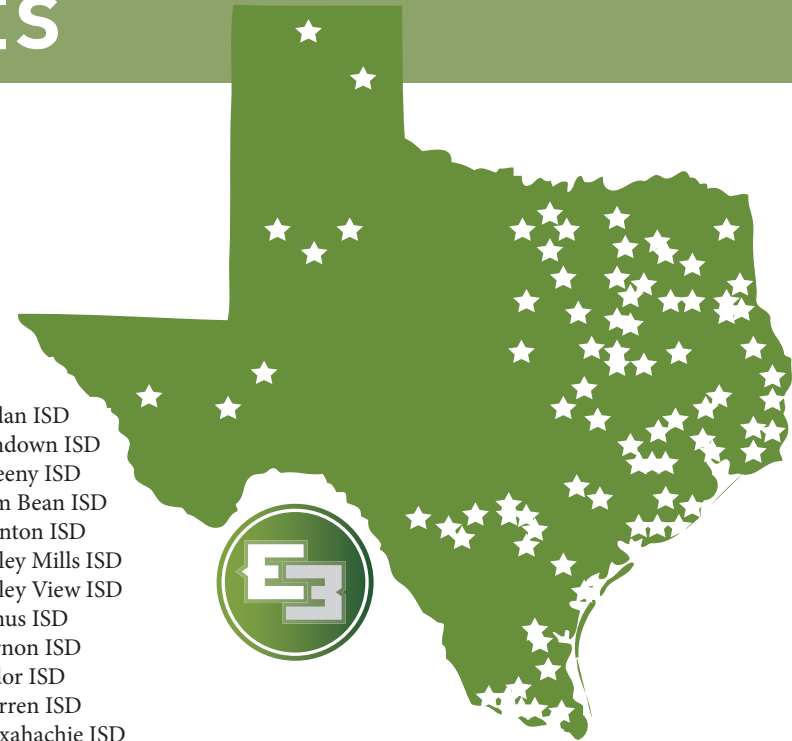 ES
lan ISD
ndown ISD
eeny ISD
m Bean ISD
nton ISD
ley Mills ISD
ley View ISD
nus ISD
rnon ISD
dor ISD
rren ISD
xahachie ISD
E3